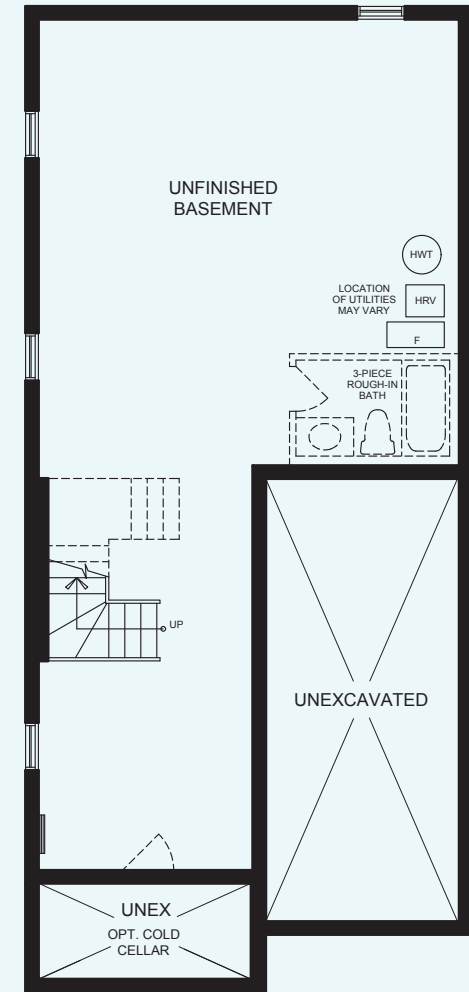 UNFINISHED
BASEMENT
HWT
LOCATION
OF UTILITIES
MAY VARY
HRV
F
3-PIECE
ROUGH-IN
BATH
UP
UNEXCAVATED
UNEX
OPT. COLD
CELLAR